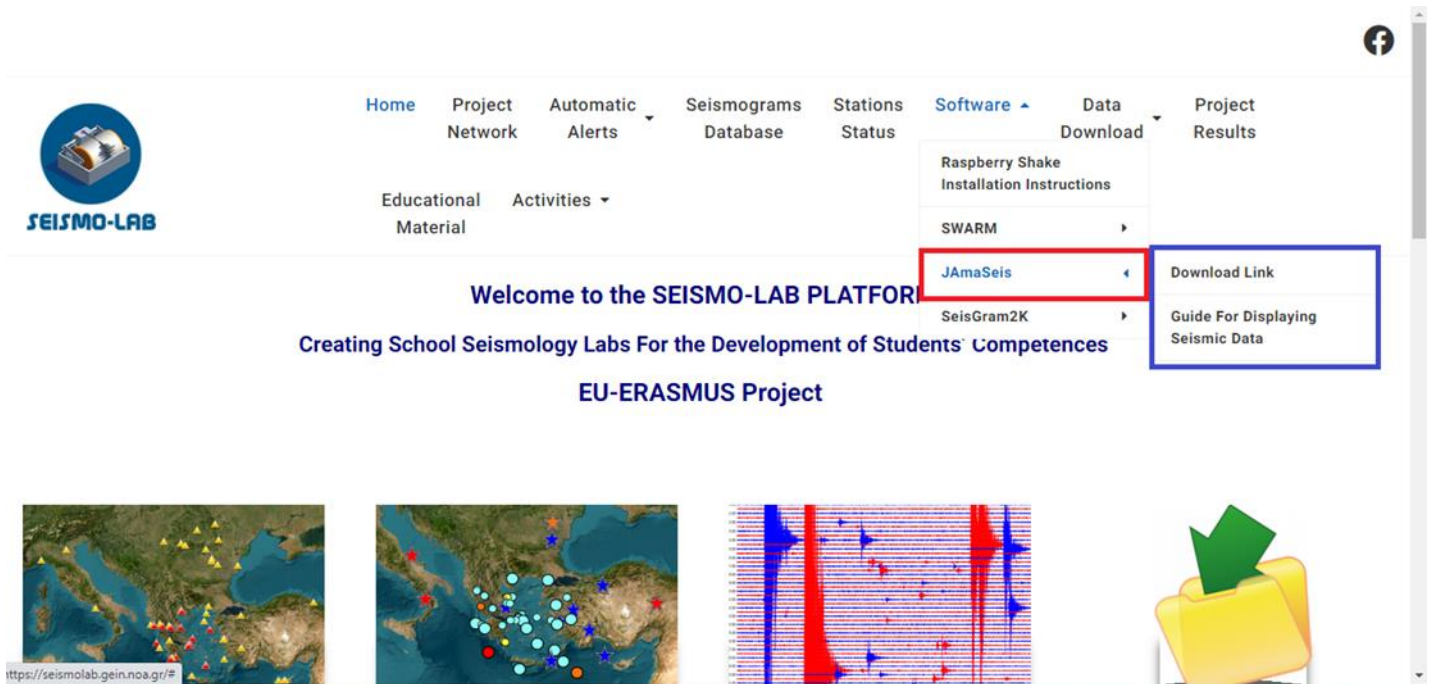 Home
Project
Network
Automatic
Alerts
Seismograms
Database
Stations
Status
Software
Data
Download
Project
Results
Educational
Material
Activities
SEISMO-LAB
Raspberry Shake
Installation Instructions
SWARM
JAmaSeis
SeisGram2K
Download Link
Guide For Displaying
Seismic Data
Welcome to the SEISMO-LAB PLATFOR
Creating School Seismology Labs For the Development of Students' Competences
EU-ERASMUS Project
https://seismolab.gein.noa.gr/#